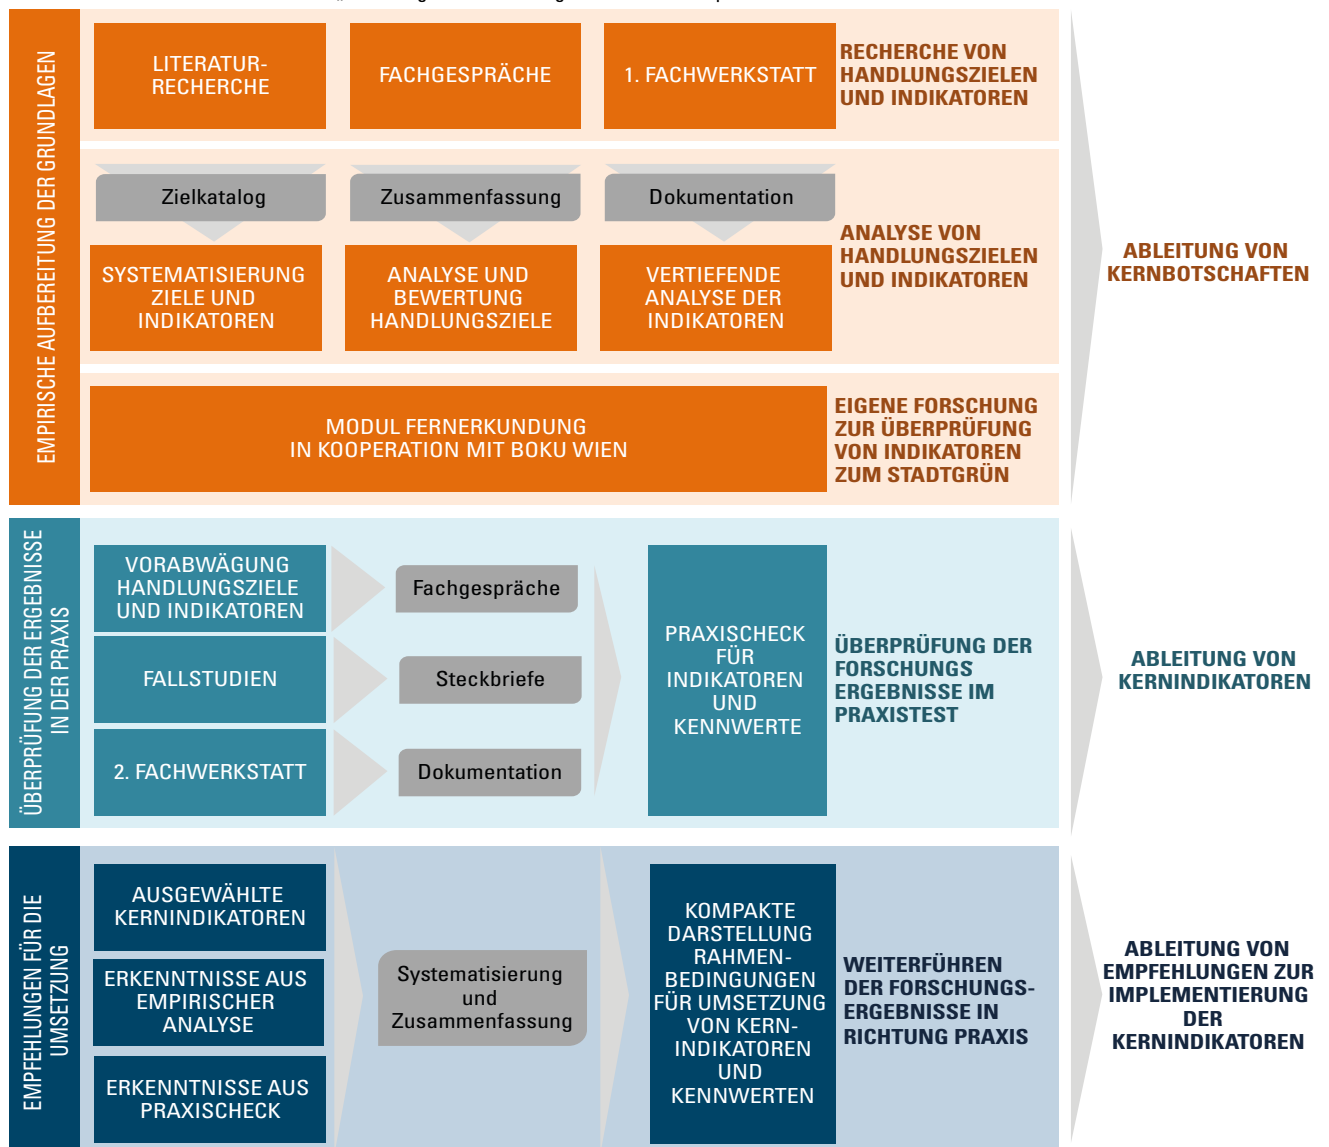 EMPIRISCHE AUFBEREITUNG DER GRUNDLAGEN
LITERATUR-
RECHERCHE
FACHGESPRÄCHE
1. FACHWERKSTATT
RECHERCHE VON
HANDLUNGSZIELEN
UND INDIKATOREN
Zielkatalog
Zusammenfassung
Dokumentation
SYSTEMATISIERUNG
ZIELE UND
INDIKATOREN
ANALYSE UND
BEWERTUNG
HANDLUNGSZIELE
VERTIEFENDE
ANALYSE DER
INDIKATOREN
ANALYSE VON
HANDLUNGSZIELEN
UND INDIKATOREN
MODUL FERNERKUNDUNG
IN KOOPERATION MIT BOKU WIEN
EIGENE FORSCHUNG
ZUR ÜBERPRÜFUNG
VON INDIKATOREN
ZUM STADTGRÜN
ABLEITUNG VON
KERNBOTSCHAFTEN
ÜBERPRÜFUNG DER ERGEBNISSE
IN DER PRAXIS
VORABWÄGUNG
HANDLUNGSZIELE
UND INDIKATOREN
Fachgespräche
FALLSTUDIEN
Steckbriefe
2. FACHWERKSTATT
Dokumentation
PRAXISCHECK
FÜR
INDIKATOREN
UND
KENNWERTE
ÜBERPRÜFUNG DER
FORSCHUNGS
ERGEBNISSE IM
PRAXISTEST
ABLEITUNG VON
KERNINDIKATOREN
EMPFEHLUNGEN FÜR DIE
UMSETZUNG
AUSGEWÄHLTE
KERNINDIKATOREN
ERKENNTNISSE AUS
EMPIRISCHER
ANALYSE
ERKENNTNISSE AUS
PRAXISCHECK
Systematisierung
und
Zusammenfassung
KOMPAKTE
DARSTELLUNG
RAHMEN-
BEDINGUNGEN
FÜR UMSETZUNG
VON KERN-
INDIKATOREN
UND
KENNWERTEN
WEITERFÜHREN
DER FORSCHUNGS-
ERGEBNISSE IN
RICHTUNG PRAXIS
ABLEITUNG VON
EMPFEHLUNGEN ZUR
IMPLEMENTIERUNG
DER
KERNINDIKATOREN